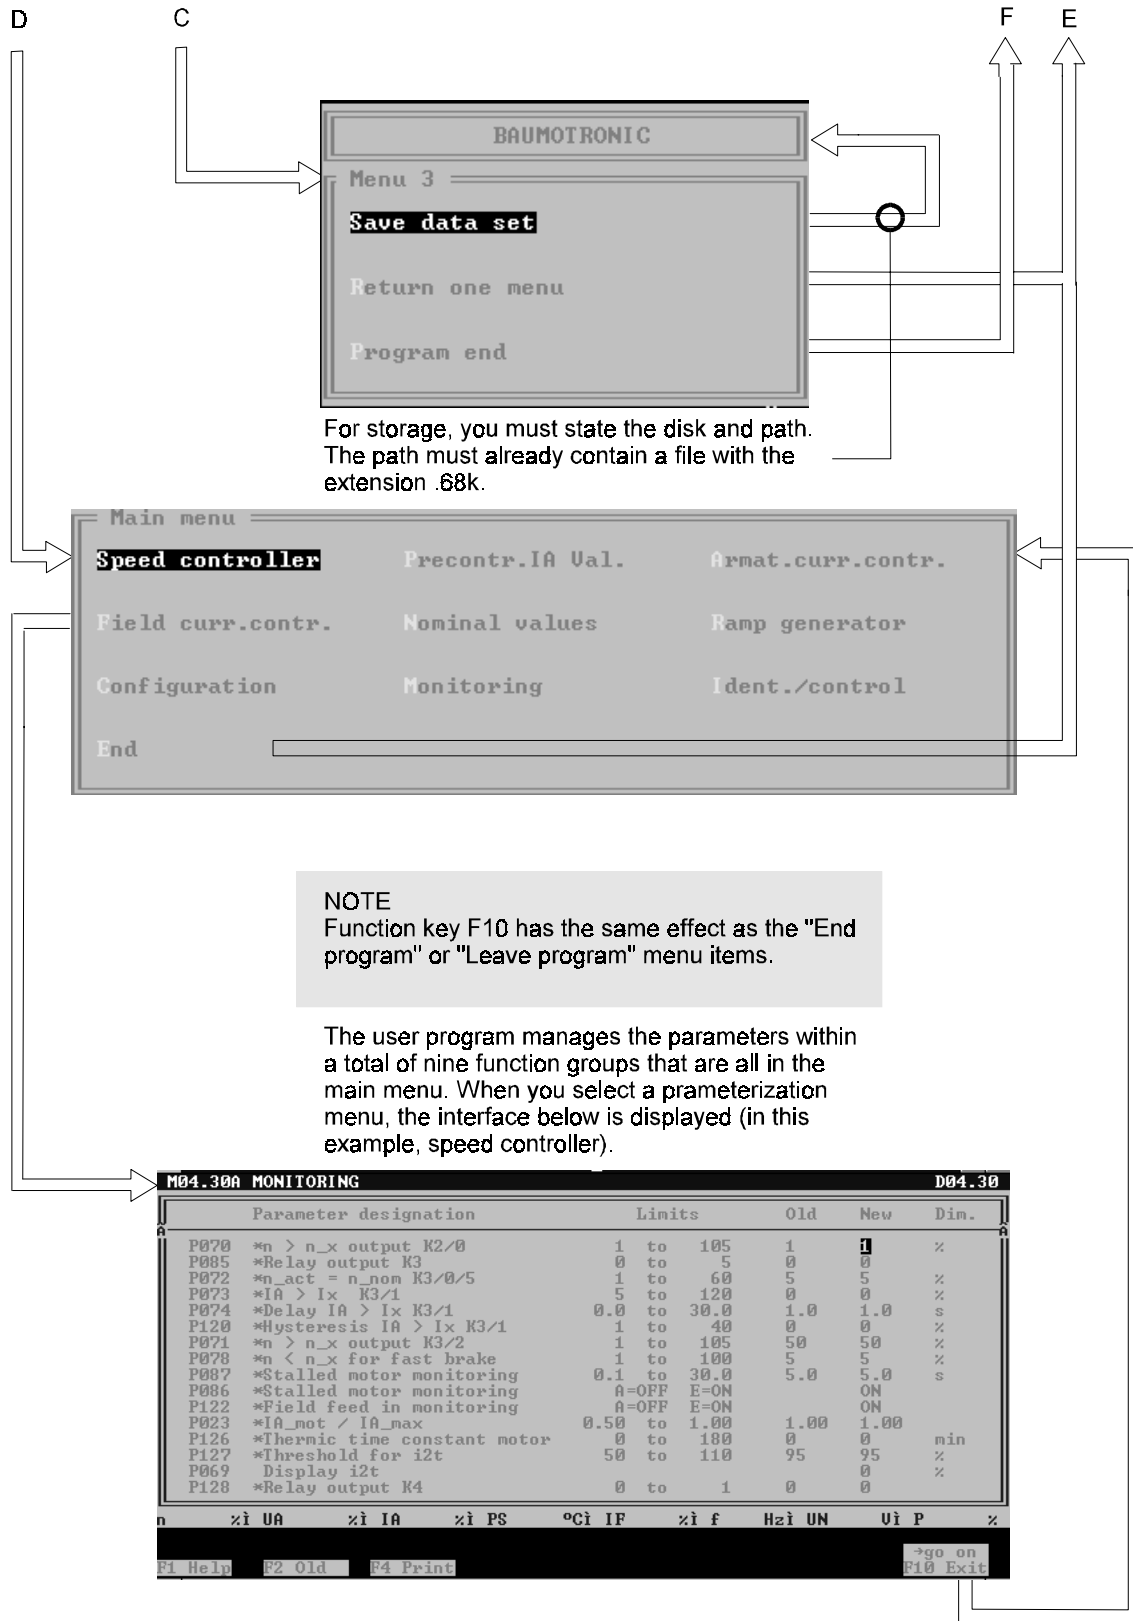 D C F E
BAUMOTRONIC
Menu 3
Save data set
Return one menu
Program end
For storage, you must state the disk and path.
The path must already contain a file with the
extension .68k.
Main menu
Speed controller Precontr.IA Val. Armat.curr.contr.
Field curr.contr. Nominal values Ramp generator
Configuration Monitoring Ident./control
End
NOTE
Function key F10 has the same effect as the "End
program" or "Leave program" menu items.
The user program manages the parameters within
a total of nine function groups that are all in the
main menu. When you select a prameterization
menu, the interface below is displayed (in this
example, speed controller).
M04.30A MONITORING D04.30
Parameter designation Limits Old New Dim.
P070 *n > n_x output K2/0 1 to 105 1 1 %
P085 *Relay output K3 0 to 5 0 0
P072 *n_act = n_nom K3/0/5 1 to 60 5 5 %
P073 *IA > Ix K3/1 5 to 120 0 0 %
P074 *Delay IA > Ix K3/1 0.0 to 30.0 1.0 1.0 s
P120 *Hysteresis IA > Ix K3/1 1 to 40 0 0 %
P071 *n > n_x output K3/2 1 to 105 50 50 %
P078 *n < n_x for fast brake 1 to 100 5 5 %
P087 *Stalled motor monitoring 0.1 to 30.0 5.0 5.0 s
P086 *Stalled motor monitoring A=OFF E=ON ON
P122 *Field feed in monitoring A=OFF E=ON ON
P023 *IA_mot / IA_max 0.50 to 1.00 1.00 1.00
P126 *Thermic time constant motor 0 to 180 0 0 min
P127 *Threshold for i2t 50 to 110 95 95 %
P069 Display i2t 0 %
P128 *Relay output K4 0 to 1 0 0
n %ì UA %ì IA %ì PS ºCì IF %ì f Hzì UN Vì P %
F1 Help F2 Old F4 Print →go on
F10 Exit